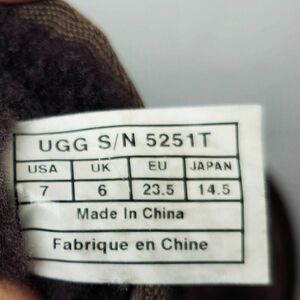 UGG S/N 5251T
USA UK EU JAPAN
7 6 23.5 14.5
Made In China
Fabrique en Chine